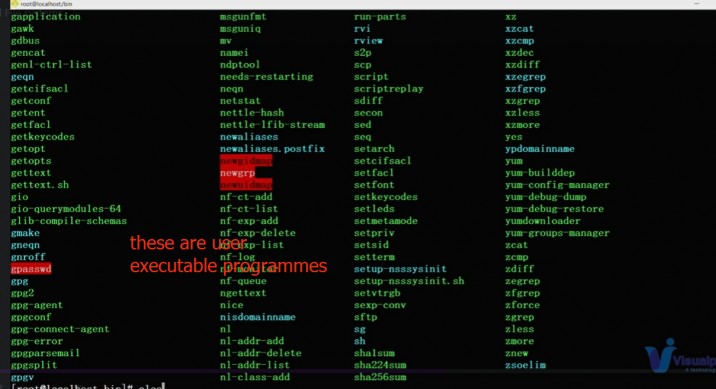 root@localhost:/bin
gapplication msgunfmt run-parts xz
gawk msguniq rvi xzcat
gdbus mv rview xzcmp
gencat namei s2p xzdec
genl-ctrl-list ndptool scp xzdiff
geqn needs-restarting script xzegrep
getcifsacl neqn scriptreplay xzfgrep
getconf netstat sdiff xzgrep
getent nettle-hash secon xzless
getfacl nettle-lfib-stream sed xzmore
getkeycodes newaliases seq yes
getopt newaliases.postfix setarch ypdomainname
getopts newgidmap setcifsacl yum
gettext newgrp setfacl yum-builddep
gettext.sh newuidmap setfont yum-config-manager
gio nf-ct-add setkeycodes yum-debug-dump
gio-querymodules-64 nf-ct-list setleds yum-debug-restore
glib-compile-schemas nf-exp-add setmetamode yumdownloader
gmake nf-exp-delete setpriv yum-groups-manager
gneqn nf-exp-list setsid zcat
gnroff nf-log setterm zcmp
these are user
executable programmes
gpasswd setup-nsssysinit zdiff
gpg nf-queue setup-nsssysinit.sh zegrep
gpg2 ngettext setvtrgb zfgrep
gpg-agent nice sexp-conv zforce
gpgconf nisdomainname sftp zgrep
gpg-connect-agent nl sg zless
gpg-error nl-addr-add sh zmore
gpgparsemail nl-addr-delete sha1sum znew
gpgsplit nl-addr-list sha224sum zsoelim
gpgv nl-class-add sha256sum
[root@localhost bin]#